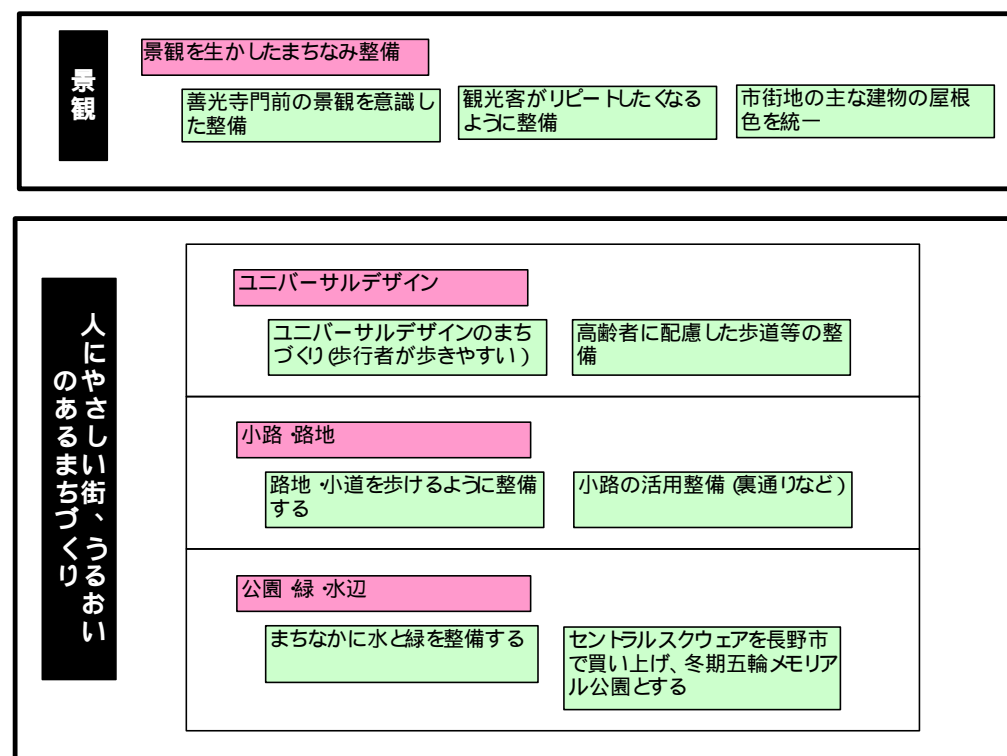 景観
景観を生かしたまちなみ整備
善光寺門前の景観を意識し
た整備
観光客がリピートしたくなる
ように整備
市街地の主な建物の屋根
色を統一
人にやさしい街、うるおい
のあるまちづくり
ユニバーサルデザイン
ユニバーサルデザインのまち
づくり(歩行者が歩きやすい)
高齢者に配慮した歩道等の整
備
小路・路地
路地・小道を歩けるように整備
する
小路の活用整備(裏通りなど)
公園・緑・水辺
まちなかに水と緑を整備する
セントラルスクウェアを長野市
で買い上げ、冬期五輪メモリア
ル公園とする